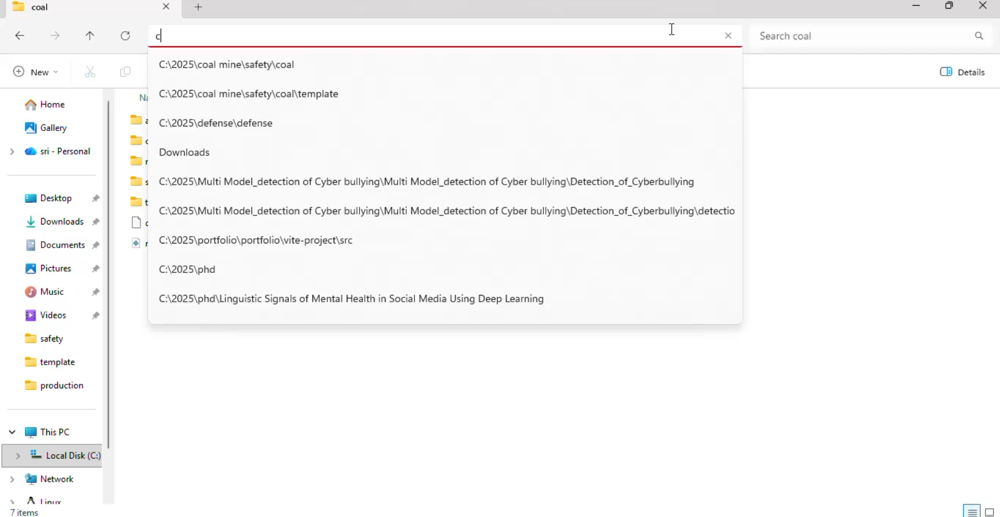 coal
c
Search coal
New
Details
C:\2025\coal mine\safety\coal
C:\2025\coal mine\safety\coal\template
C:\2025\defense\defense
Downloads
C:\2025\Multi Model_detection of Cyber bullying\Multi Model_detection of Cyber bullying\Detection_of_Cyberbullying
C:\2025\Multi Model_detection of Cyber bullying\Multi Model_detection of Cyber bullying\Detection_of_Cyberbullying\detectio
C:\2025\portfolio\portfolio\vite-project\src
C:\2025\phd
C:\2025\phd\Linguistic Signals of Mental Health in Social Media Using Deep Learning
Home
Gallery
sri - Personal
Desktop
Downloads
Documents
Pictures
Music
Videos
safety
template
production
This PC
Local Disk (C:)
Network
Linux
7 items